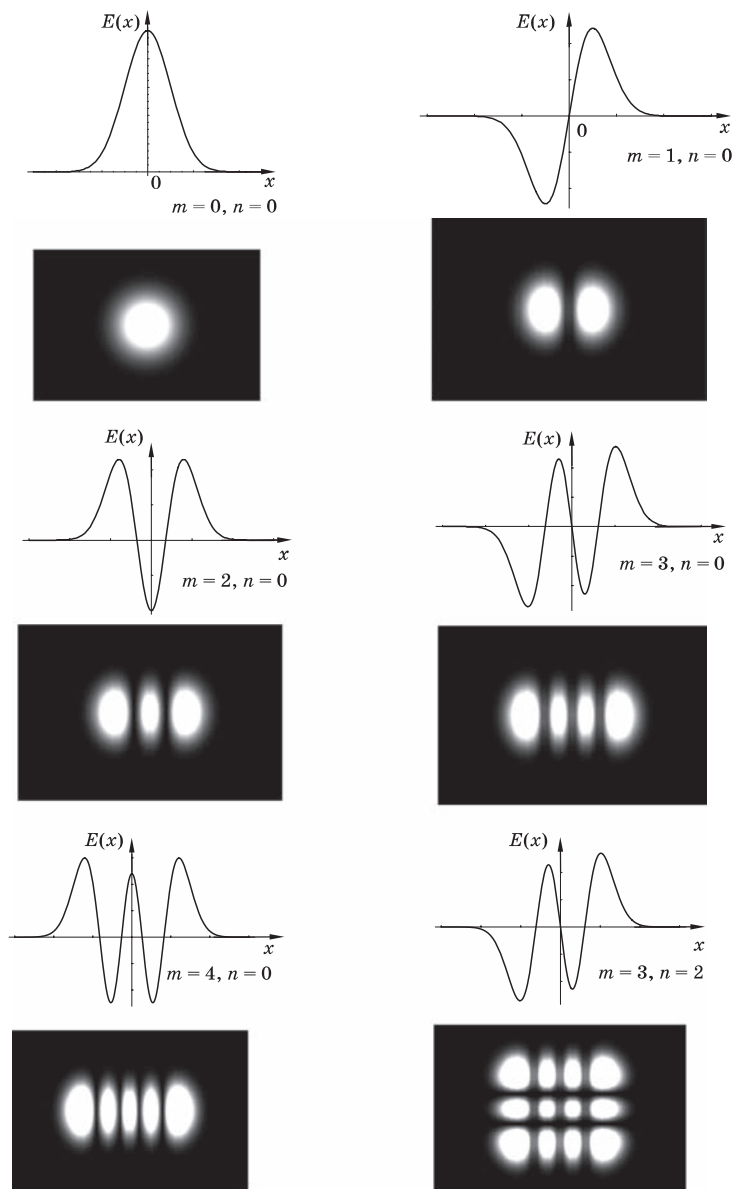 E(x)
0
x
m = 0, n = 0
E(x)
0
x
m = 1, n = 0
E(x)
x
m = 2, n = 0
E(x)
x
m = 3, n = 0
E(x)
x
m = 4, n = 0
E(x)
x
m = 3, n = 2